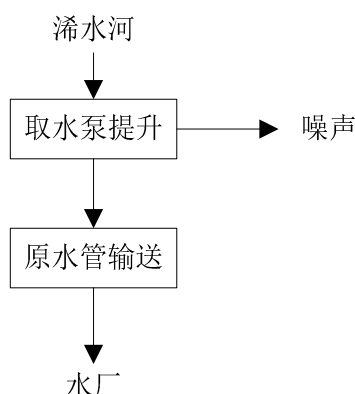 浠水河
取水泵提升
噪声
原水管输送
水厂